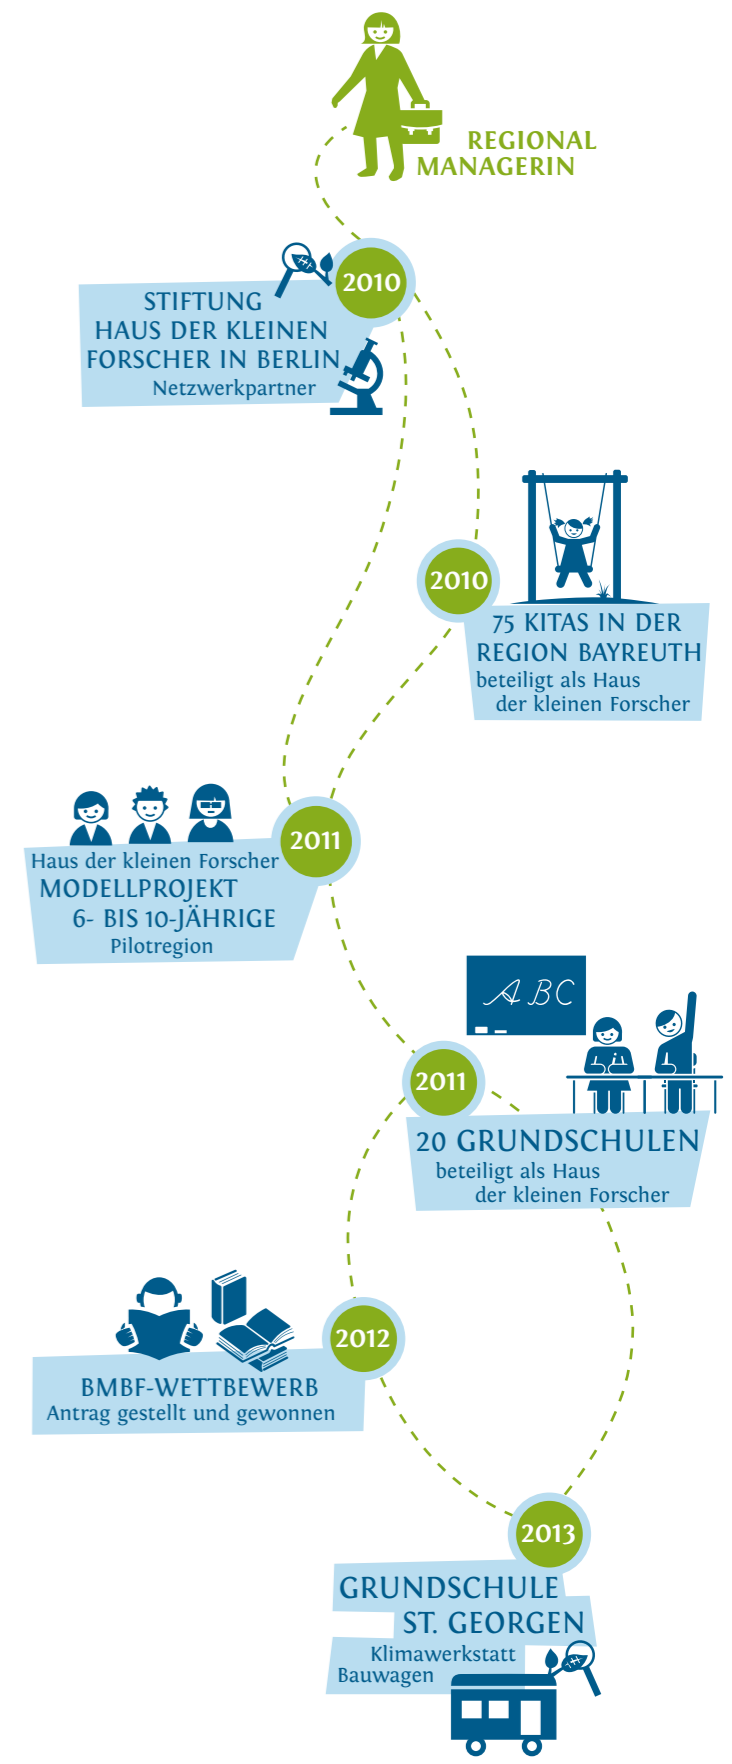 REGIONAL
MANAGERIN
2010
STIFTUNG
HAUS DER KLEINEN
FORSCHER IN BERLIN
Netzwerkpartner
2010
75 KITAS IN DER
REGION BAYREUTH
beteiligt als Haus
der kleinen Forscher
2011
Haus der kleinen Forscher
MODELLPROJEKT
6- BIS 10-JÄHRIGE
Pilotregion
ABC
2011
20 GRUNDSCHULEN
beteiligt als Haus
der kleinen Forscher
2012
BMBF-WETTBEWERB
Antrag gestellt und gewonnen
2013
GRUNDSCHULE
ST. GEORGEN
Klimawerkstatt
Bauwagen